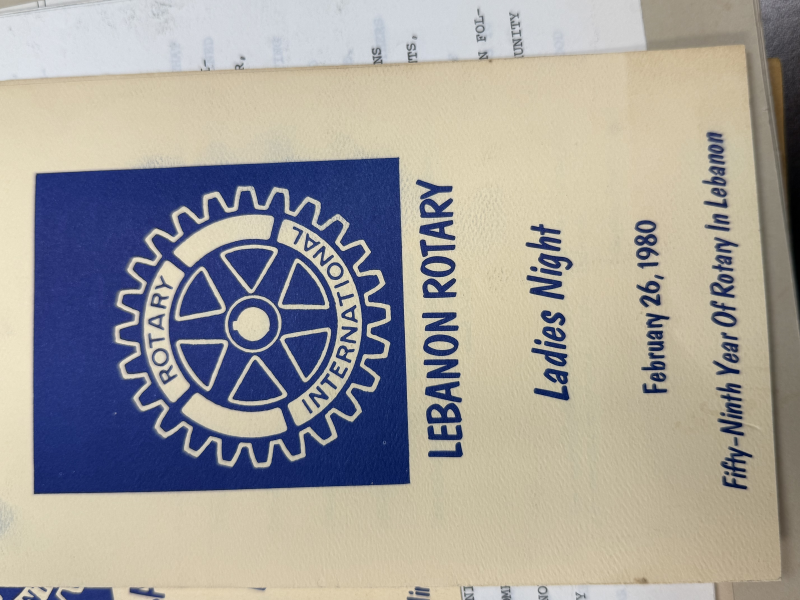 ROTARY
INTERNATIONAL
LEBANON ROTARY
Ladies Night
February 26, 1980
Fifty-Ninth Year Of Rotary In Lebanon